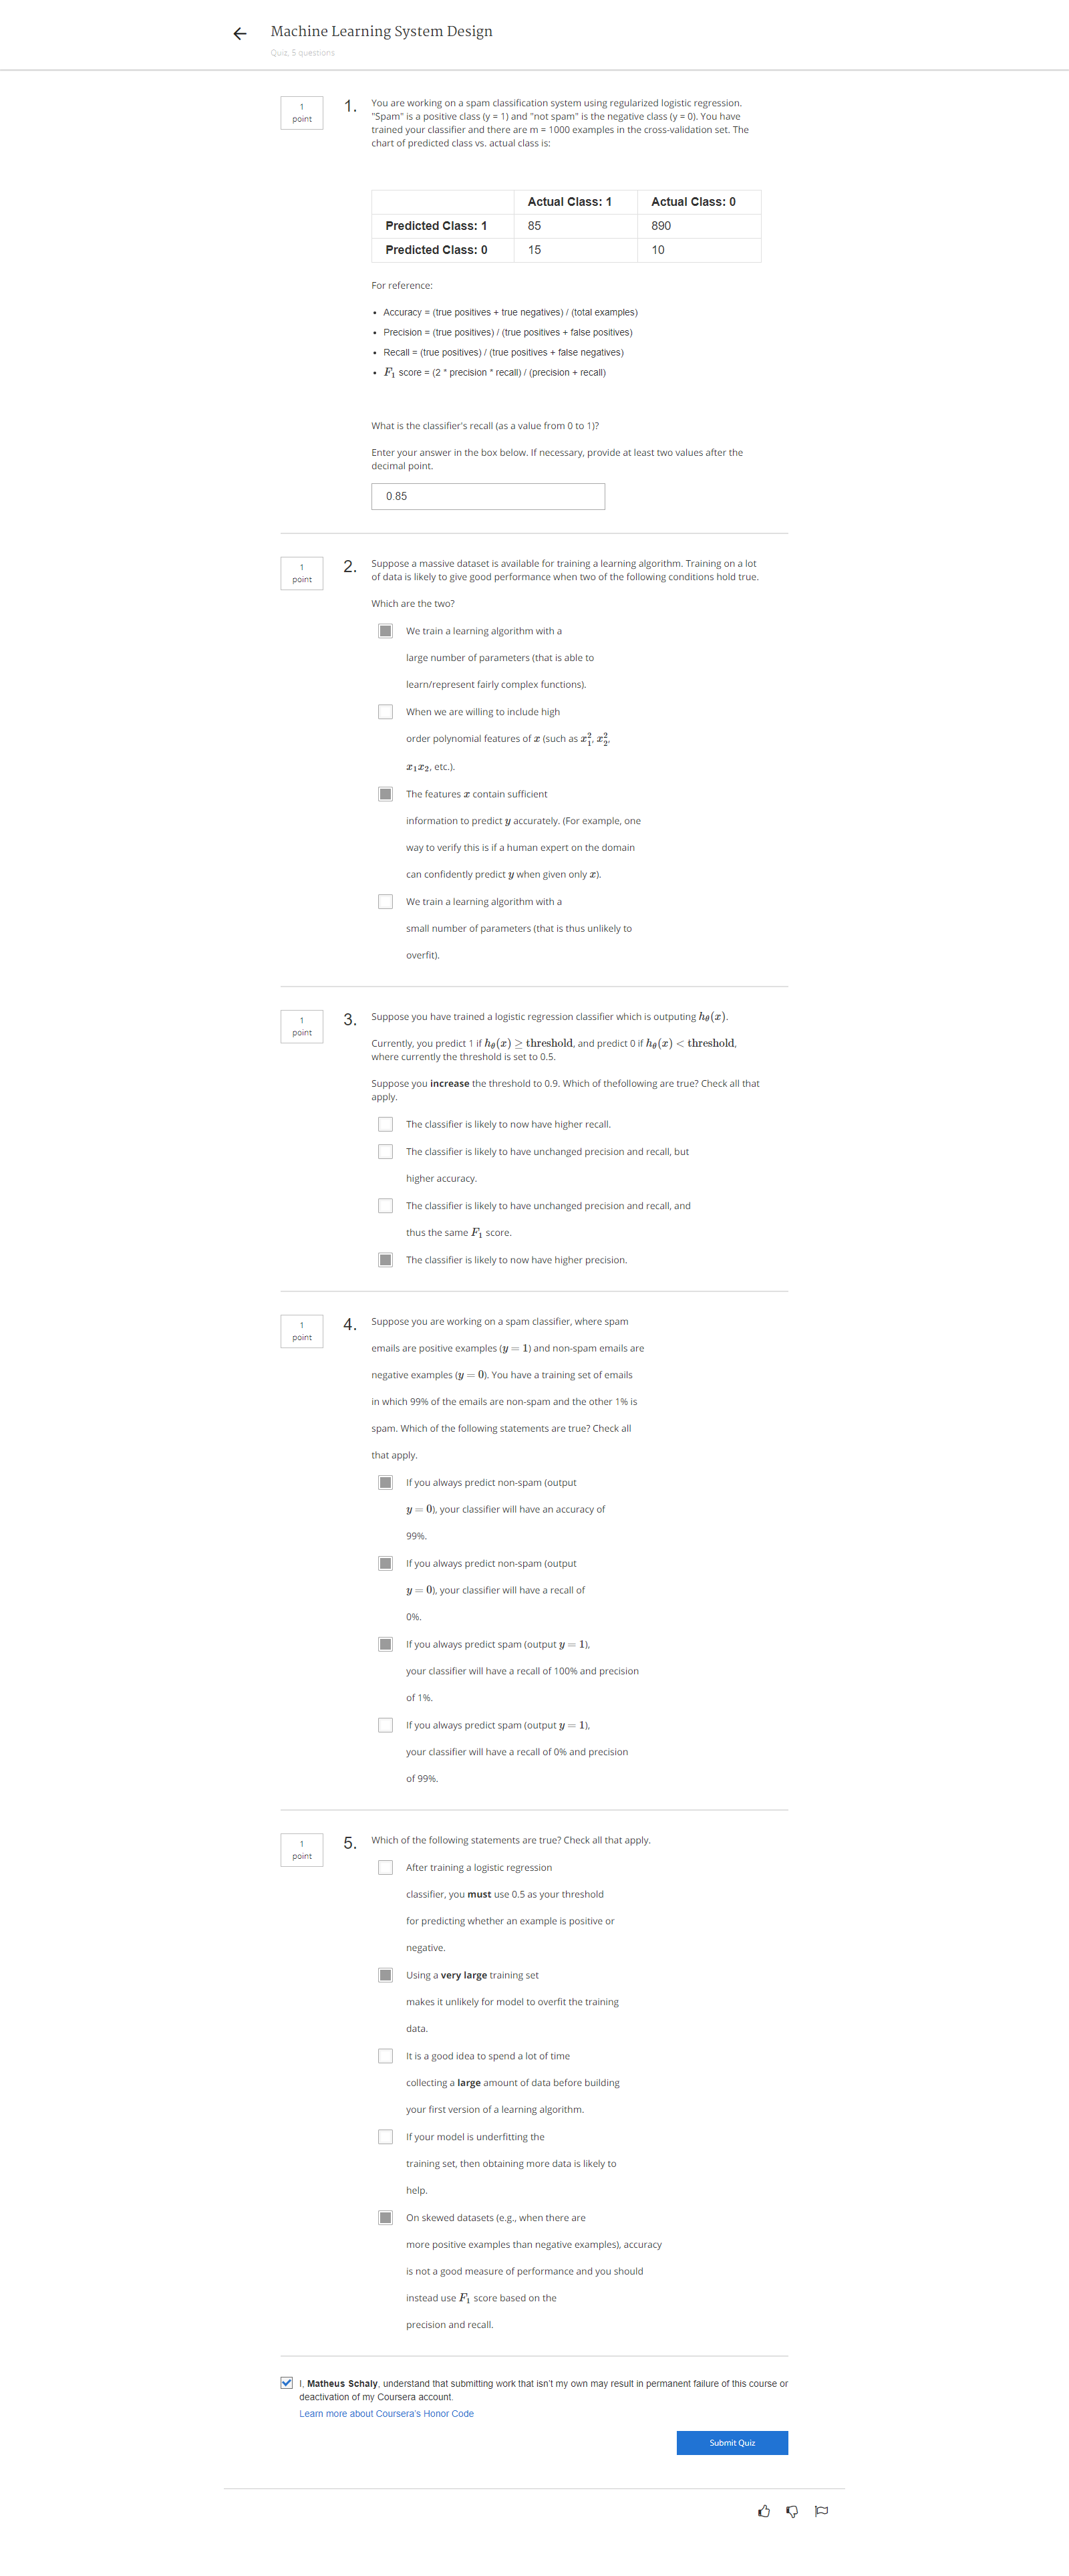 Machine Learning System Design
Quiz, 5 questions
1
point
1.
You are working on a spam classification system using regularized logistic regression.
"Spam" is a positive class (y = 1) and "not spam" is the negative class (y = 0). You have
trained your classifier and there are m = 1000 examples in the cross-validation set. The
chart of predicted class vs. actual class is:
Actual Class: 1 Actual Class: 0
Predicted Class: 1 85 890
Predicted Class: 0 15 10
For reference:
• Accuracy = (true positives + true negatives) / (total examples)
• Precision = (true positives) / (true positives + false positives)
• Recall = (true positives) / (true positives + false negatives)
• F₁ score = (2 * precision * recall) / (precision + recall)
What is the classifier's recall (as a value from 0 to 1)?
Enter your answer in the box below. If necessary, provide at least two values after the
decimal point.
0.85
1
point
2.
Suppose a massive dataset is available for training a learning algorithm. Training on a lot
of data is likely to give good performance when two of the following conditions hold true.
Which are the two?
We train a learning algorithm with a
large number of parameters (that is able to
learn/represent fairly complex functions).
When we are willing to include high
order polynomial features of x (such as x₁², x₂²,
x₁x₂, etc.).
The features x contain sufficient
information to predict y accurately. (For example, one
way to verify this is if a human expert on the domain
can confidently predict y when given only x).
We train a learning algorithm with a
small number of parameters (that is thus unlikely to
overfit).
1
point
3.
Suppose you have trained a logistic regression classifier which is outputing hθ(x).
Currently, you predict 1 if hθ(x) ≥ threshold, and predict 0 if hθ(x) < threshold,
where currently the threshold is set to 0.5.
Suppose you increase the threshold to 0.9. Which of thefollowing are true? Check all that
apply.
The classifier is likely to now have higher recall.
The classifier is likely to have unchanged precision and recall, but
higher accuracy.
The classifier is likely to have unchanged precision and recall, and
thus the same F₁ score.
The classifier is likely to now have higher precision.
1
point
4.
Suppose you are working on a spam classifier, where spam
emails are positive examples (y = 1) and non-spam emails are
negative examples (y = 0). You have a training set of emails
in which 99% of the emails are non-spam and the other 1% is
spam. Which of the following statements are true? Check all
that apply.
If you always predict non-spam (output
y = 0), your classifier will have an accuracy of
99%.
If you always predict non-spam (output
y = 0), your classifier will have a recall of
0%.
If you always predict spam (output y = 1),
your classifier will have a recall of 100% and precision
of 1%.
If you always predict spam (output y = 1),
your classifier will have a recall of 0% and precision
of 99%.
1
point
5.
Which of the following statements are true? Check all that apply.
After training a logistic regression
classifier, you must use 0.5 as your threshold
for predicting whether an example is positive or
negative.
Using a very large training set
makes it unlikely for model to overfit the training
data.
It is a good idea to spend a lot of time
collecting a large amount of data before building
your first version of a learning algorithm.
If your model is underfitting the
training set, then obtaining more data is likely to
help.
On skewed datasets (e.g., when there are
more positive examples than negative examples), accuracy
is not a good measure of performance and you should
instead use F₁ score based on the
precision and recall.
I, Matheus Schaly, understand that submitting work that isn't my own may result in permanent failure of this course or
deactivation of my Coursera account.
Learn more about Coursera's Honor Code
Submit Quiz